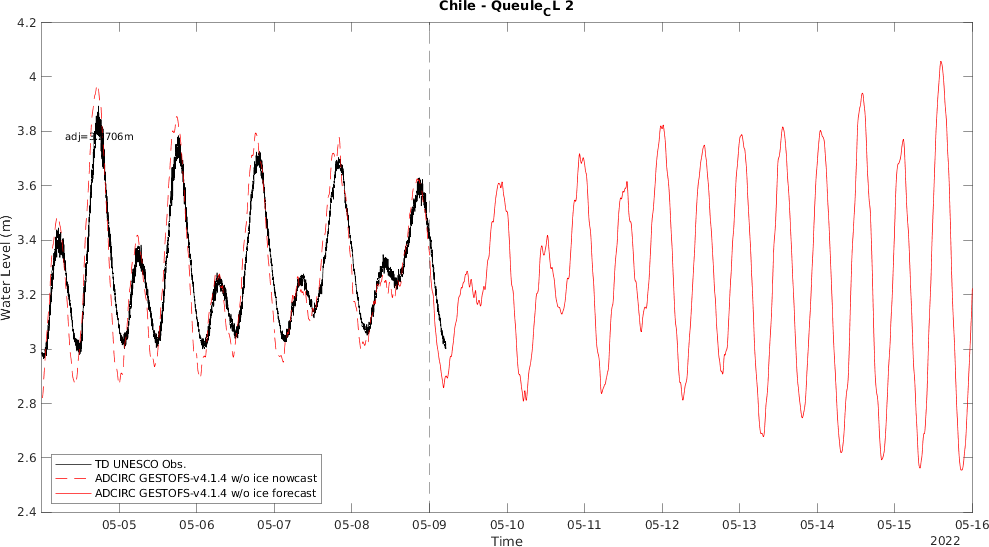 Chile - QueuleCL 2
4.2
4
3.8
3.6
3.4
3.2
3
2.8
2.6
2.4
Water Level (m)
TD UNESCO Obs.
ADCIRC GESTOFS-v4.1.4 w/o ice nowcast
ADCIRC GESTOFS-v4.1.4 w/o ice forecast
05-05 05-06 05-07 05-08 05-09 05-10 05-11 05-12 05-13 05-14 05-15 05-16
Time
2022